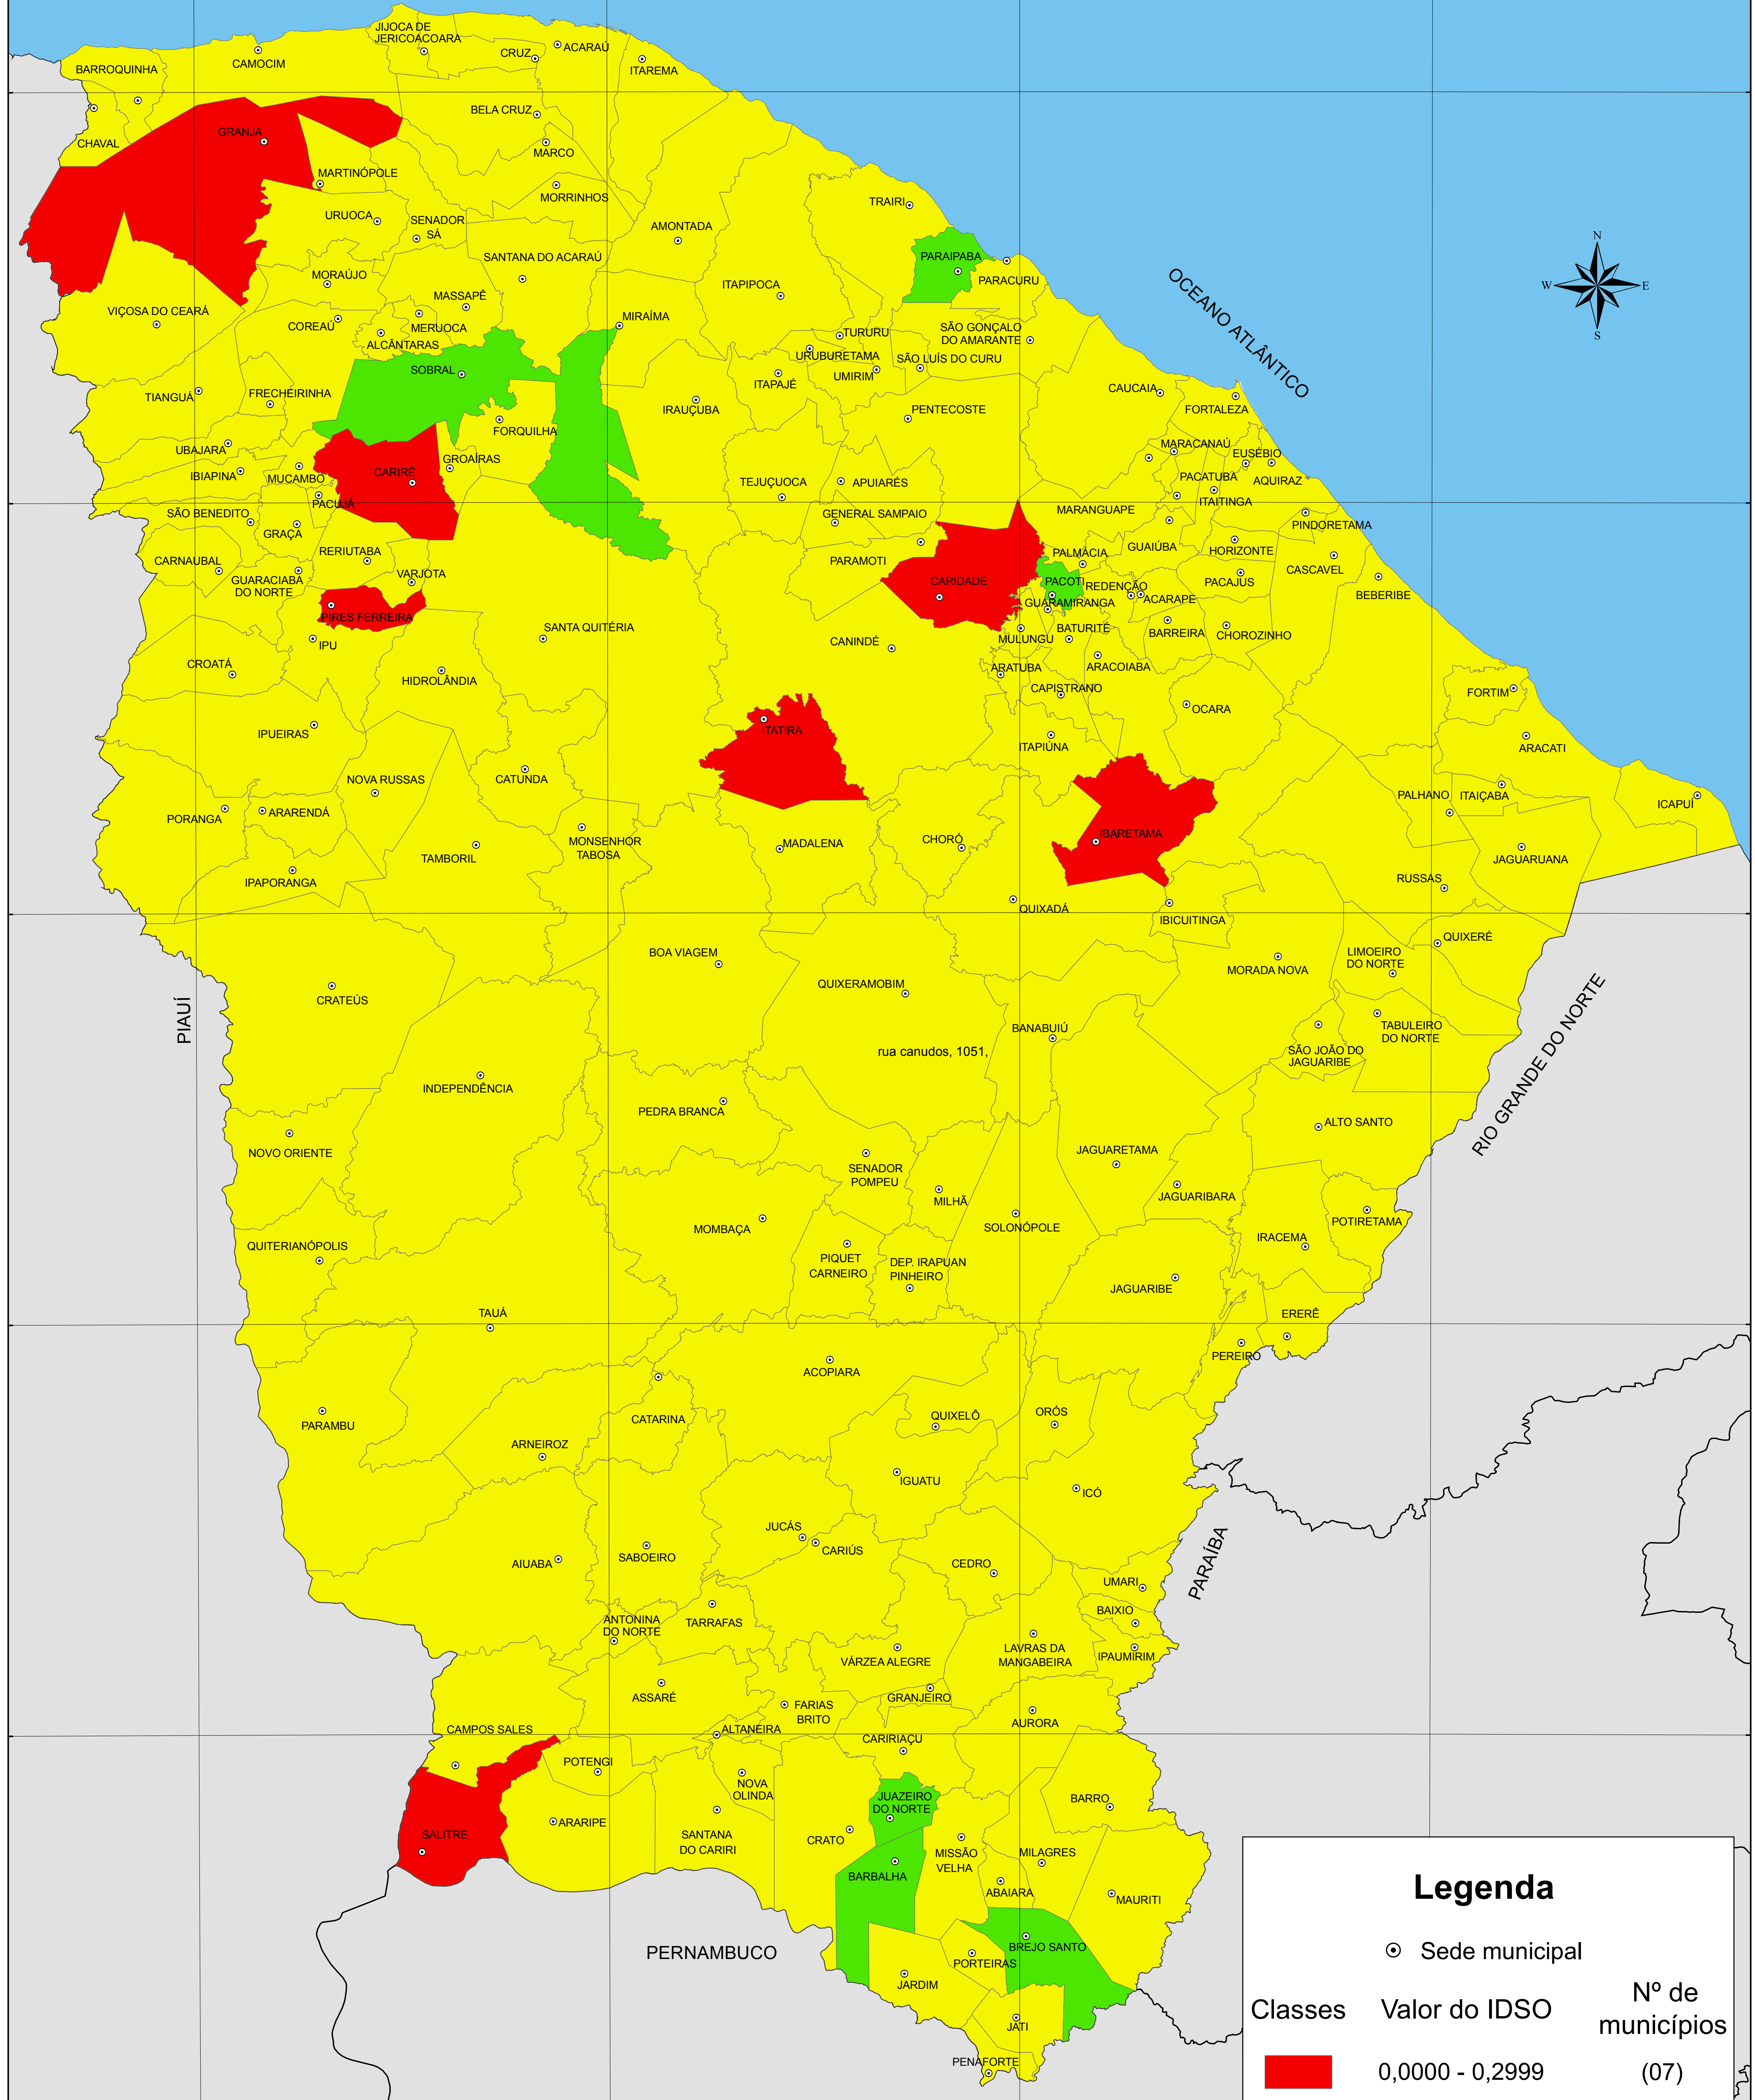 JIJOCA DE
JERICOACOARA
CRUZ
ACARAÚ
ITAREMA
BARROQUINHA
CAMOCIM
BELA CRUZ
GRANJA
CHAVAL
MARCO
MARTINÓPOLE
MORRINHOS
TRAIRI
URUOCA
SENADOR
SÁ
AMONTADA
N
W
E
S
SANTANA DO ACARAÚ
PARAIPABA
MORAÚJO
ITAPIPOCA
PARACURU
OCEANO ATLÂNTICO
MASSAPÊ
VIÇOSA DO CEARÁ
MIRAÍMA
COREAÚ
MERUOCA
SÃO GONÇALO
DO AMARANTE
TURURU
ALCÂNTARAS
URUBURETAMA
SÃO LUÍS DO CURU
SOBRAL
ITAPAJÉ
UMIRIM
TIANGUÁ
FRECHEIRINHA
CAUCAIA
IRAUÇUBA
PENTECOSTE
FORTALEZA
FORQUILHA
UBAJARA
MARACANAÚ
EUSÉBIO
GROAÍRAS
IBIAPINA
MUCAMBO
CARIRÉ
TEJUÇUOCA
APUIARÉS
PACATUBA
AQUIRAZ
PACUJÁ
ITAITINGA
SÃO BENEDITO
GENERAL SAMPAIO
MARANGUAPE
PINDORETAMA
GRAÇA
RERIUTABA
PALMÁCIA
GUAIÚBA
HORIZONTE
CARNAUBAL
PARAMOTI
CASCAVEL
GUARACIABA
DO NORTE
VARJOTA
CARIDADE
PACOTI
REDENÇÃO
PACAJUS
BEBERIBE
GUARAMIRANGA
ACARAPE
PIRES FERREIRA
SANTA QUITÉRIA
BATURITÉ
BARREIRA
CHOROZINHO
IPU
CANINDÉ
MULUNGU
CROATÁ
HIDROLÂNDIA
ARATUBA
ARACOIABA
CAPISTRANO
FORTIM
OCARA
IPUEIRAS
ITATIRA
ITAPIÚNA
ARACATI
NOVA RUSSAS
CATUNDA
PALHANO
ITAIÇABA
ICAPUÍ
PORANGA
ARARENDÁ
IBARETAMA
MONSENHOR
TABOSA
MADALENA
CHORÓ
TAMBORIL
JAGUARUANA
IPAPORANGA
RUSSAS
QUIXADÁ
IBICUITINGA
QUIXERÉ
BOA VIAGEM
LIMOEIRO
DO NORTE
MORADA NOVA
QUIXERAMOBIM
PIAUÍ
CRATEÚS
BANABUIÚ
TABULEIRO
DO NORTE
rua canudos, 1051,
SÃO JOÃO DO
JAGUARIBE
RIO GRANDE DO NORTE
INDEPENDÊNCIA
PEDRA BRANCA
ALTO SANTO
NOVO ORIENTE
JAGUARETAMA
SENADOR
POMPEU
JAGUARIBARA
MILHÃ
MOMBAÇA
SOLONÓPOLE
POTIRETAMA
IRACEMA
QUITERIANÓPOLIS
PIQUET
CARNEIRO
DEP. IRAPUAN
PINHEIRO
JAGUARIBE
TAUÁ
ERERÊ
PEREIRO
ACOPIARA
PARAMBU
CATARINA
QUIXELÔ
ORÓS
ARNEIROZ
IGUATU
ICÓ
JUCÁS
CARIÚS
AIUABA
SABOEIRO
CEDRO
PARAÍBA
UMARI
BAIXIO
ANTONINA
DO NORTE
TARRAFAS
LAVRAS DA
MANGABEIRA
IPAUMIRIM
VÁRZEA ALEGRE
ASSARÉ
FARIAS
BRITO
GRANJEIRO
AURORA
CAMPOS SALES
ALTANEIRA
CARIRIAÇU
POTENGI
NOVA
OLINDA
JUAZEIRO
DO NORTE
BARRO
ARARIPE
SALITRE
SANTANA
DO CARIRI
CRATO
MISSÃO
VELHA
MILAGRES
BARBALHA
ABAIARA
MAURITI
PERNAMBUCO
BREJO SANTO
PORTEIRAS
JARDIM
JATI
PENAFORTE
Legenda
Sede municipal
Classes
Valor do IDSO
Nº de
municípios
0,0000 - 0,2999
(07)